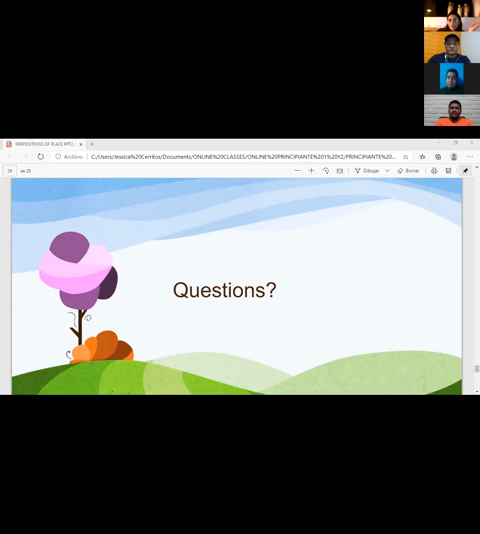 PREPOSITIONS OF PLACE PPT2...
Archivo
C:/Users/Jessica%20Cerritos/Documents/ONLINE%20CLASSES/ONLINE%20PRINCIPIANTE%201%20Y2/PRINCIPIANTE%20...
28 de 28
Dibujar
Borrar
Questions?